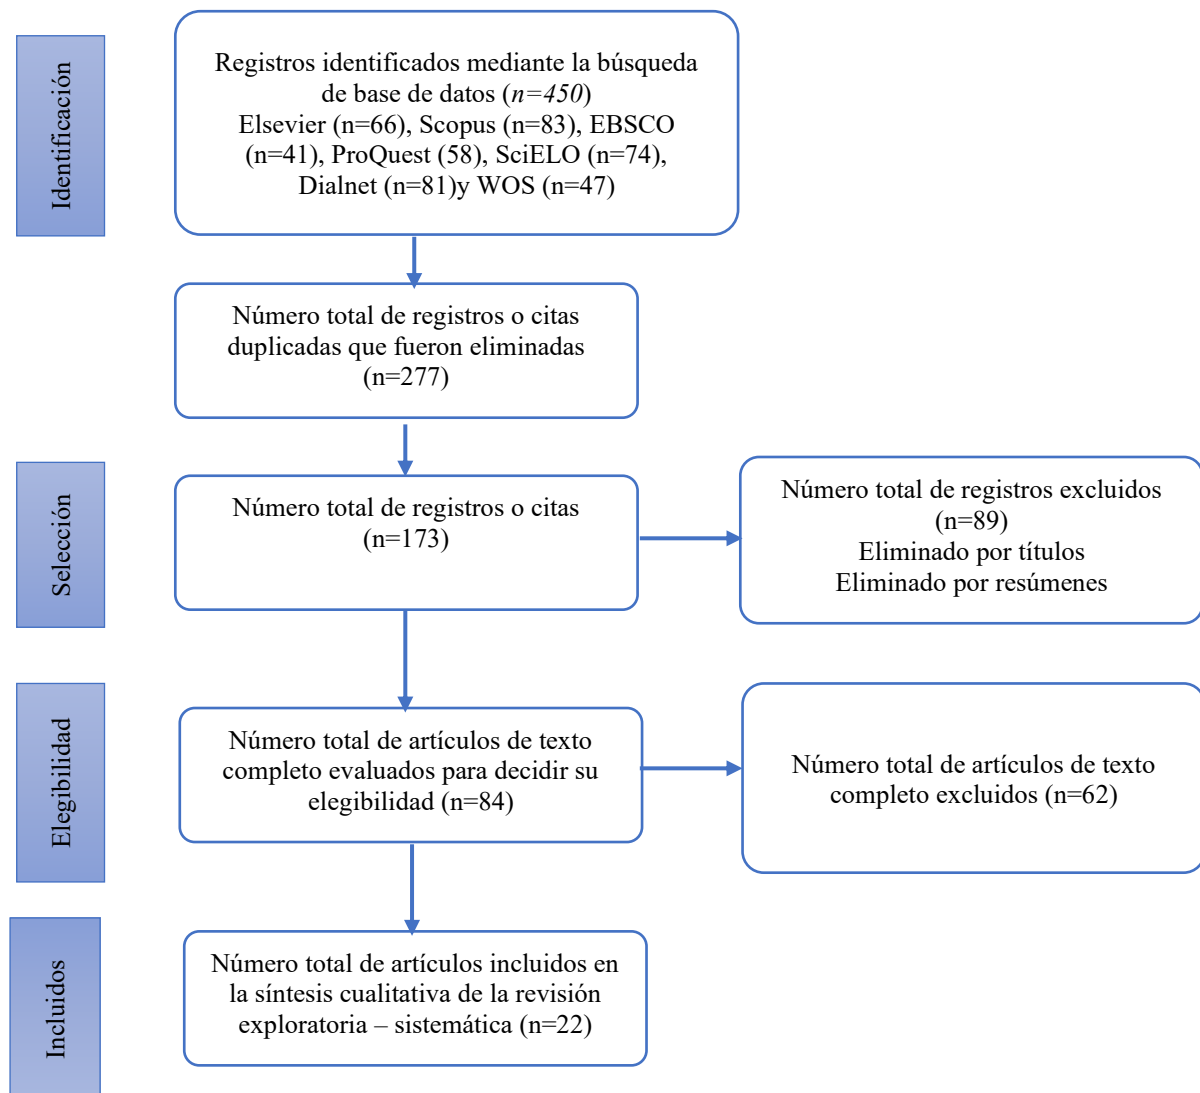 Identificación
Registros identificados mediante la búsqueda
de base de datos (n=450)
Elsevier (n=66), Scopus (n=83), EBSCO
(n=41), ProQuest (58), SciELO (n=74),
Dialnet (n=81)y WOS (n=47)
Número total de registros o citas
duplicadas que fueron eliminadas
(n=277)
Selección
Número total de registros o citas
(n=173)
Número total de registros excluidos
(n=89)
Eliminado por títulos
Eliminado por resúmenes
Elegibilidad
Número total de artículos de texto
completo evaluados para decidir su
elegibilidad (n=84)
Número total de artículos de texto
completo excluidos (n=62)
Incluidos
Número total de artículos incluidos en
la síntesis cualitativa de la revisión
exploratoria – sistemática (n=22)